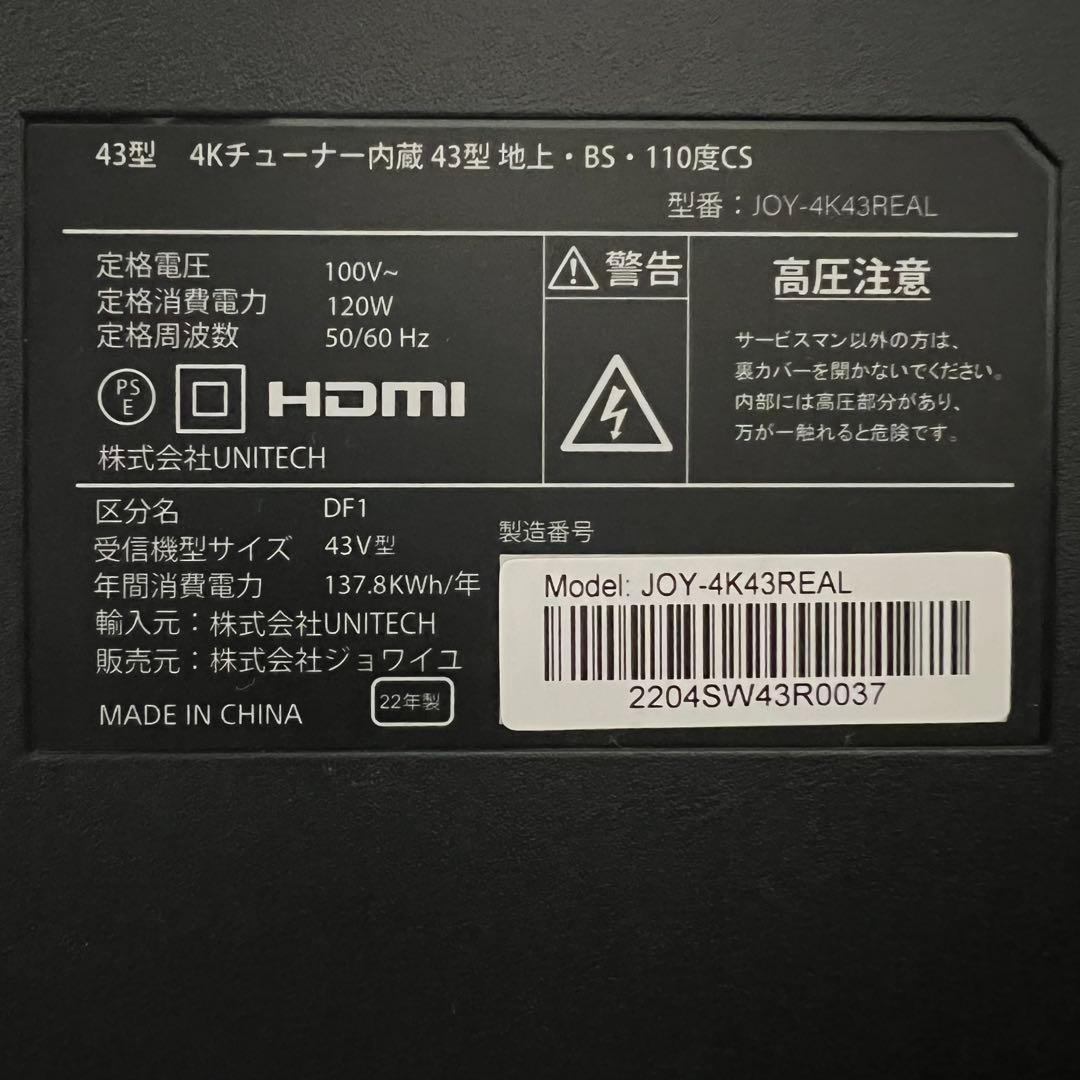 43型 4Kチューナー内蔵 43型 地上・BS・110度CS
型番：JOY-4K43REAL
定格電圧 100V~
定格消費電力 120W
定格周波数 50/60 Hz
PSE
HDMI
株式会社UNITECH
警告
高圧注意
サービスマン以外の方は、
裏カバーを開かないでください。
内部には高圧部分があり、
万が一触れると危険です。
区分名 DF1
受信機型サイズ 43V型
年間消費電力 137.8KWh/年
輸入元：株式会社UNITECH
販売元：株式会社ジョワイユ
MADE IN CHINA
22年製
製造番号
Model: JOY-4K43REAL
2204SW43R0037